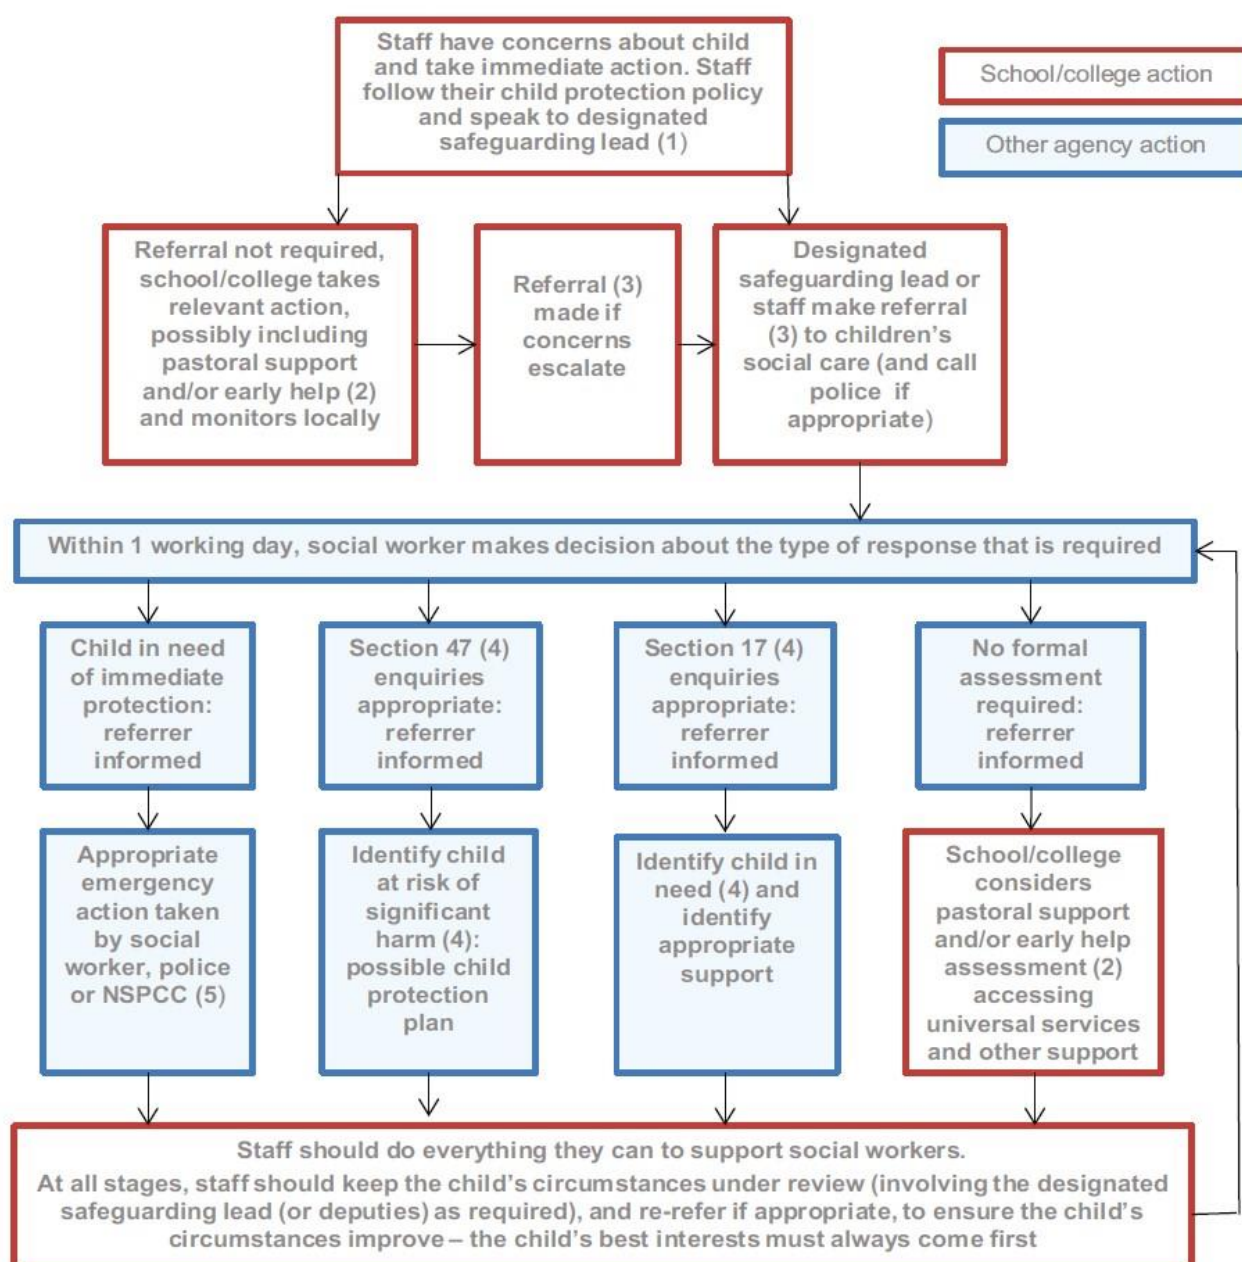 Staff have concerns about child
and take immediate action. Staff
follow their child protection policy
and speak to designated
safeguarding lead (1)
School/college action
Other agency action
Referral not required,
school/college takes
relevant action,
possibly including
pastoral support
and/or early help (2)
and monitors locally
Referral (3)
made if
concerns
escalate
Designated
safeguarding lead or
staff make referral
(3) to children’s
social care (and call
police if
appropriate)
Within 1 working day, social worker makes decision about the type of response that is required
Child in need
of immediate
protection:
referrer
informed
Section 47 (4)
enquiries
appropriate:
referrer
informed
Section 17 (4)
enquiries
appropriate:
referrer
informed
No formal
assessment
required:
referrer
informed
Appropriate
emergency
action taken
by social
worker, police
or NSPCC (5)
Identify child
at risk of
significant
harm (4):
possible child
protection
plan
Identify child in
need (4) and
identify
appropriate
support
School/college
considers
pastoral support
and/or early help
assessment (2)
accessing
universal services
and other support
Staff should do everything they can to support social workers.
At all stages, staff should keep the child’s circumstances under review (involving the designated
safeguarding lead (or deputies) as required), and re-refer if appropriate, to ensure the child’s
circumstances improve – the child’s best interests must always come first